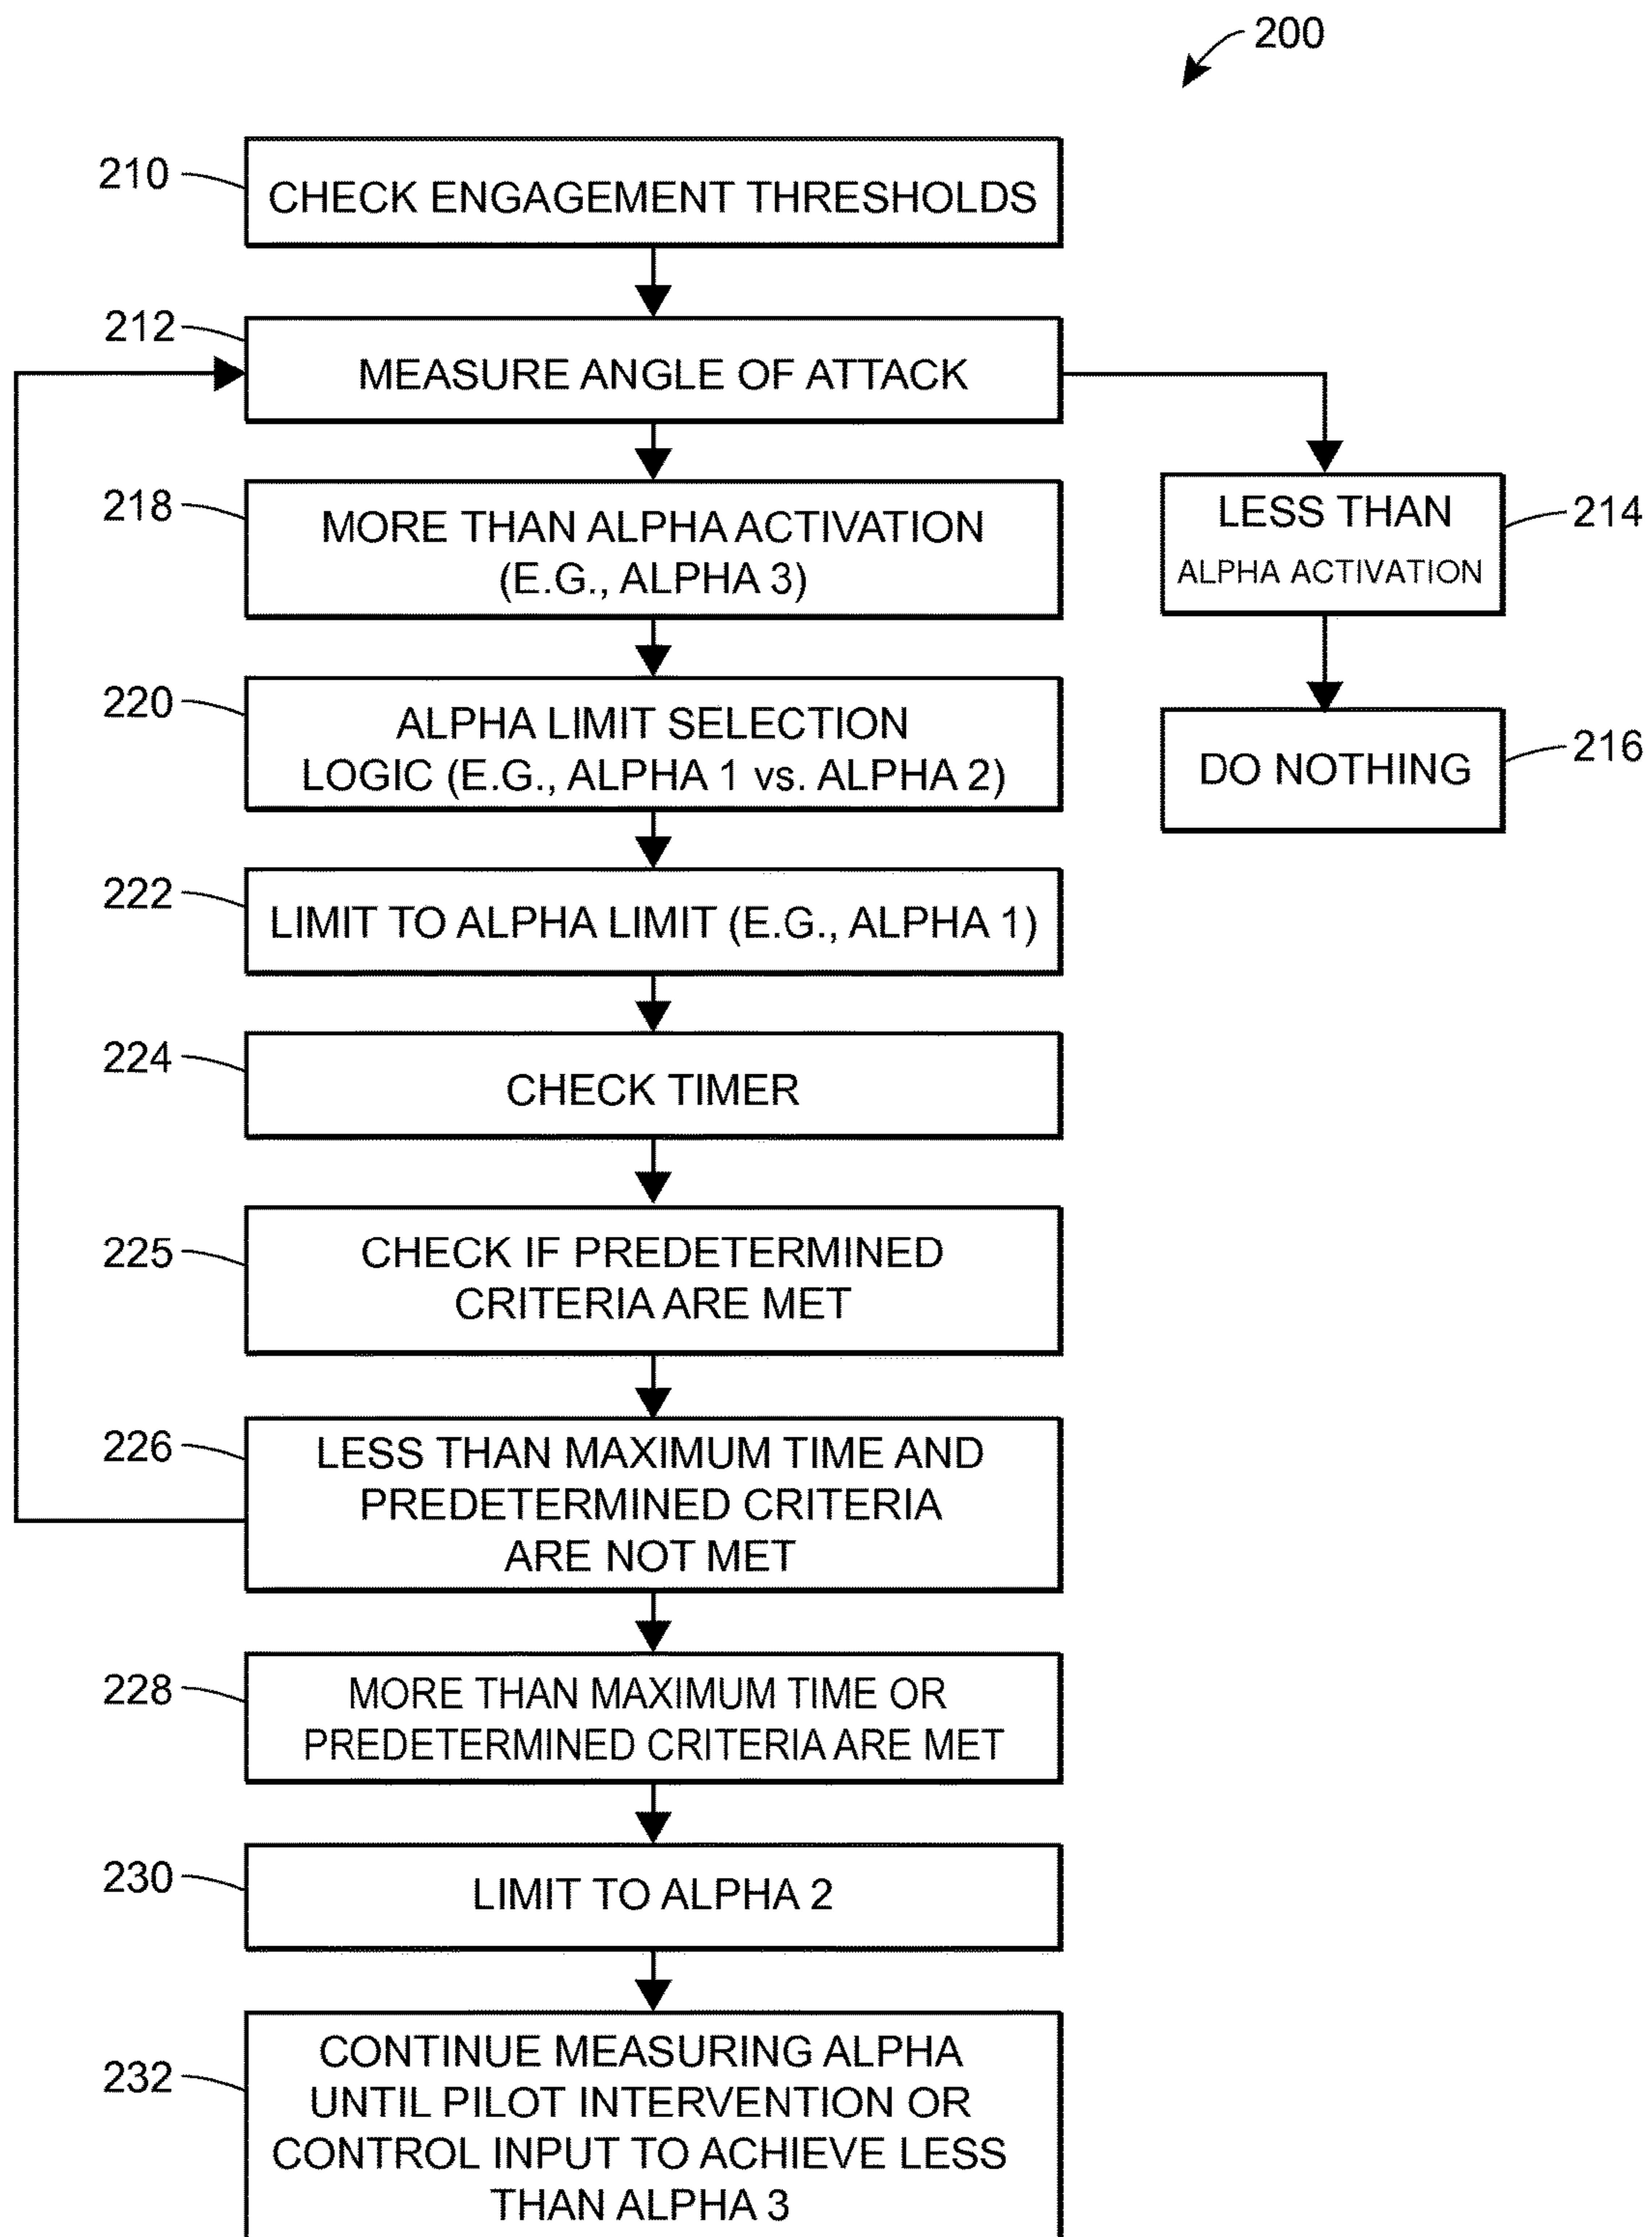 200
210
CHECK ENGAGEMENT THRESHOLDS
212
MEASURE ANGLE OF ATTACK
218
MORE THAN ALPHA ACTIVATION
(E.G., ALPHA 3)
LESS THAN
ALPHA ACTIVATION
214
220
ALPHA LIMIT SELECTION
LOGIC (E.G., ALPHA 1 vs. ALPHA 2)
DO NOTHING
216
222
LIMIT TO ALPHA LIMIT (E.G., ALPHA 1)
224
CHECK TIMER
225
CHECK IF PREDETERMINED
CRITERIA ARE MET
226
LESS THAN MAXIMUM TIME AND
PREDETERMINED CRITERIA
ARE NOT MET
228
MORE THAN MAXIMUM TIME OR
PREDETERMINED CRITERIA ARE MET
230
LIMIT TO ALPHA 2
232
CONTINUE MEASURING ALPHA
UNTIL PILOT INTERVENTION OR
CONTROL INPUT TO ACHIEVE LESS
THAN ALPHA 3